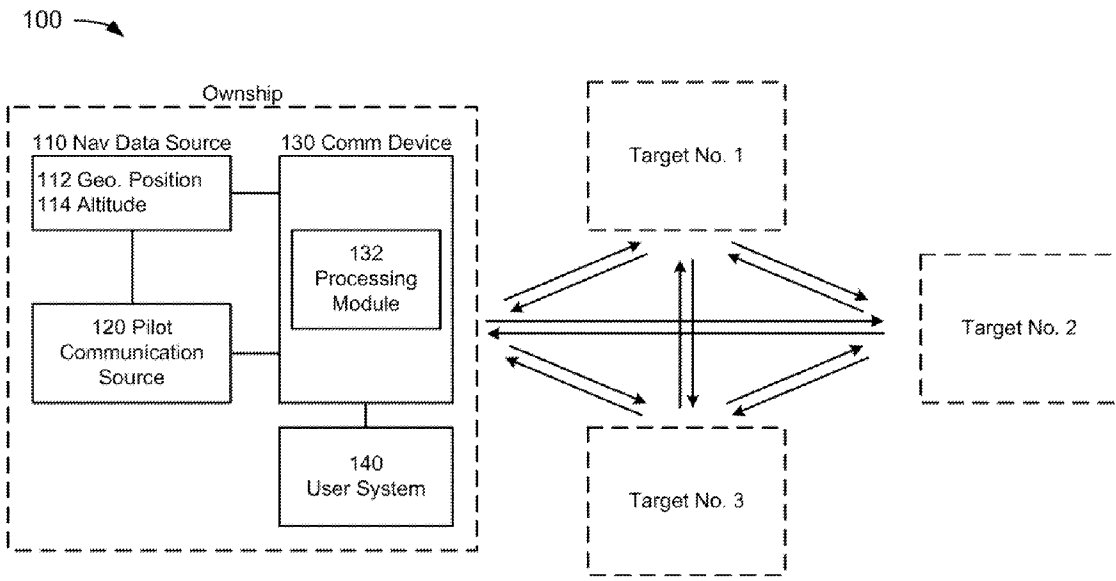 100
Ownship
110 Nav Data Source
112 Geo. Position
114 Altitude
120 Pilot
Communication
Source
130 Comm Device
132
Processing
Module
140
User System
Target No. 1
Target No. 2
Target No. 3